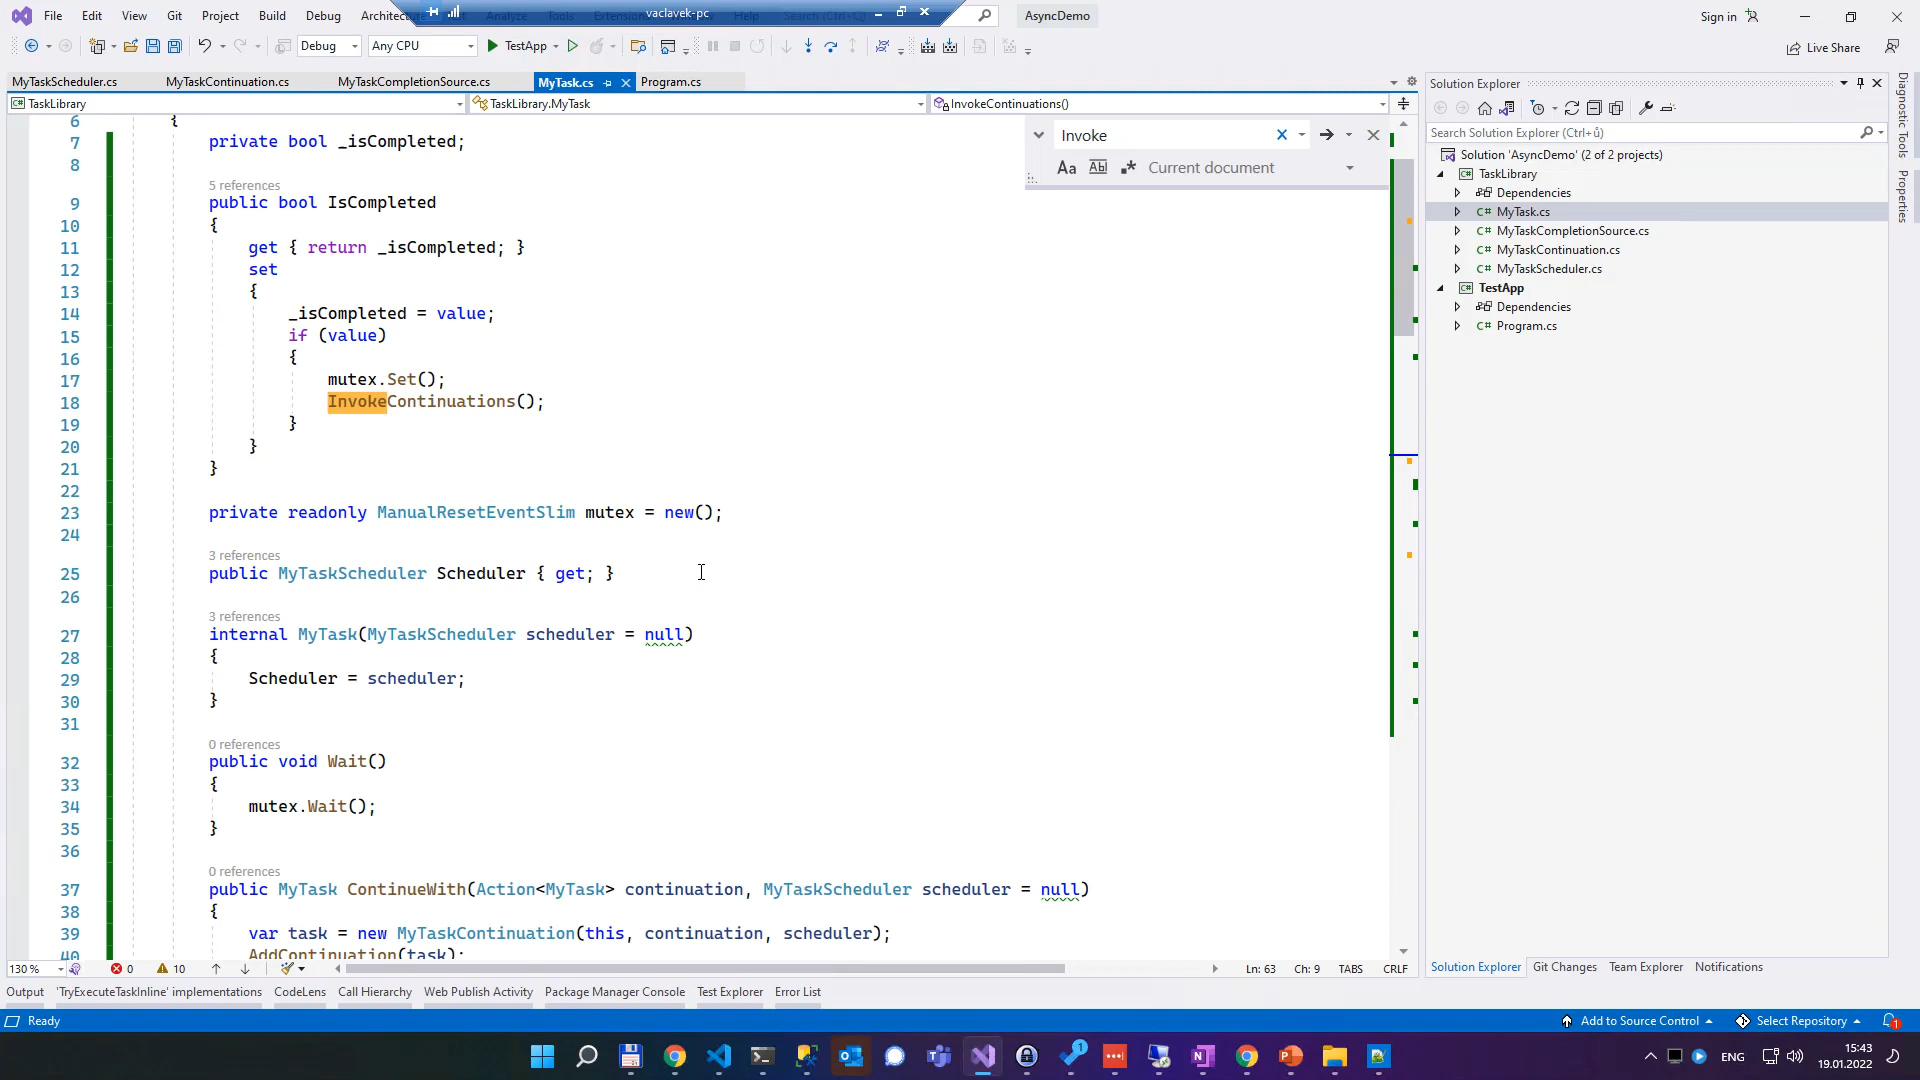 File Edit View Git Project Build Debug vaclavek-pc AsyncDemo Sign in
Debug Any CPU TestApp Live Share
MyTaskScheduler.cs MyTaskContinuation.cs MyTaskCompletionSource.cs MyTask.cs Program.cs
TaskLibrary TaskLibrary.MyTask InvokeContinuations()
Invoke
Aa Abl .* Current document
6 {
7 private bool _isCompleted;
8
5 references
9 public bool IsCompleted
10 {
11 get { return _isCompleted; }
12 set
13 {
14 _isCompleted = value;
15 if (value)
16 {
17 mutex.Set();
18 InvokeContinuations();
19 }
20 }
21 }
22
23 private readonly ManualResetEventSlim mutex = new();
24
3 references
25 public MyTaskScheduler Scheduler { get; }
26
3 references
27 internal MyTask(MyTaskScheduler scheduler = null)
28 {
29 Scheduler = scheduler;
30 }
31
0 references
32 public void Wait()
33 {
34 mutex.Wait();
35 }
36
0 references
37 public MyTask ContinueWith(Action<MyTask> continuation, MyTaskScheduler scheduler = null)
38 {
39 var task = new MyTaskContinuation(this, continuation, scheduler);
40 AddContinuation(task);
130 % 0 10 Ln: 63 Ch: 9 TABS CRLF
Solution Explorer
Search Solution Explorer (Ctrl+ů)
Solution 'AsyncDemo' (2 of 2 projects)
TaskLibrary
Dependencies
C# MyTask.cs
C# MyTaskCompletionSource.cs
C# MyTaskContinuation.cs
C# MyTaskScheduler.cs
TestApp
Dependencies
C# Program.cs
Solution Explorer Git Changes Team Explorer Notifications
Diagnostic Tools
Properties
Output 'TryExecuteTaskInline' implementations CodeLens Call Hierarchy Web Publish Activity Package Manager Console Test Explorer Error List
Ready Add to Source Control Select Repository 1
ENG 15:43
19.01.2022